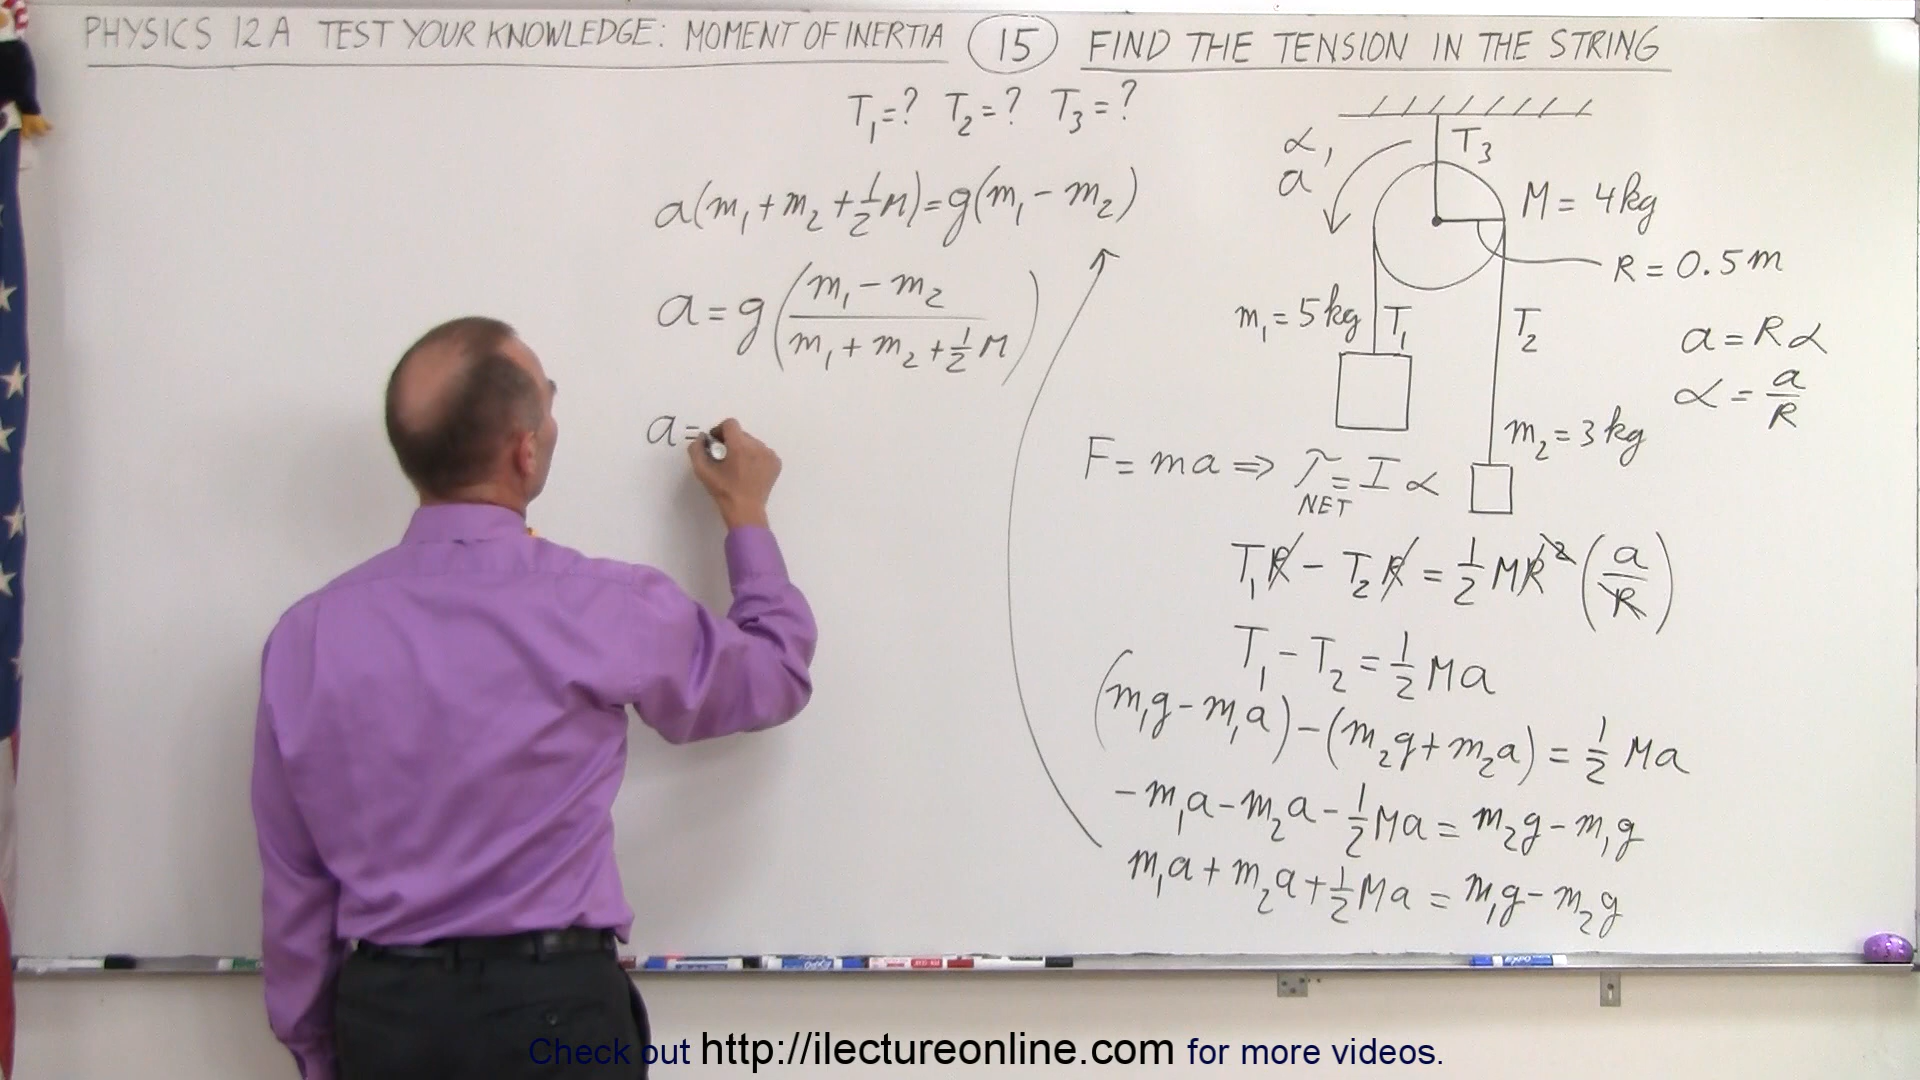 PHYSICS 12A TEST YOUR KNOWLEDGE: MOMENT OF INERTIA 15 FIND THE TENSION IN THE STRING
T₁=? T₂=? T₃=?
a(m₁+m₂+½M)=g(m₁-m₂)
a=g((m₁-m₂)/(m₁+m₂+½M))
a=
α,
a
T₃
M=4kg
R=0.5m
m₁=5kg T₁
T₂
a=Rα
α=a/R
m₂=3kg
F=ma⇒τ_NET=Iα
T₁R-T₂R=½MR²(a/R)
T₁-T₂=½Ma
(m₁g-m₁a)-(m₂g+m₂a)=½Ma
-m₁a-m₂a-½Ma=m₂g-m₁g
m₁a+m₂a+½Ma=m₁g-m₂g
Check out http://ilectureonline.com for more videos.